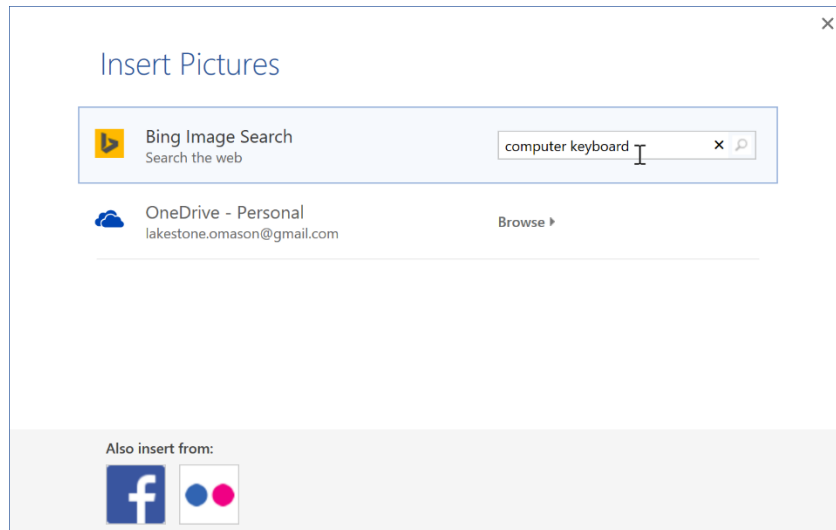 Insert Pictures
Bing Image Search
Search the web
computer keyboard
OneDrive - Personal
lakestone.omason@gmail.com
Browse
Also insert from: